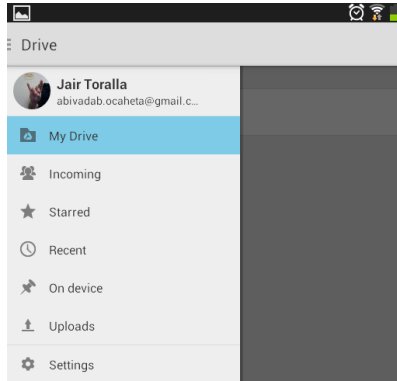 Drive
Jair Toralla
abivadab.ocaheta@gmail.c...
My Drive
Incoming
Starred
Recent
On device
Uploads
Settings